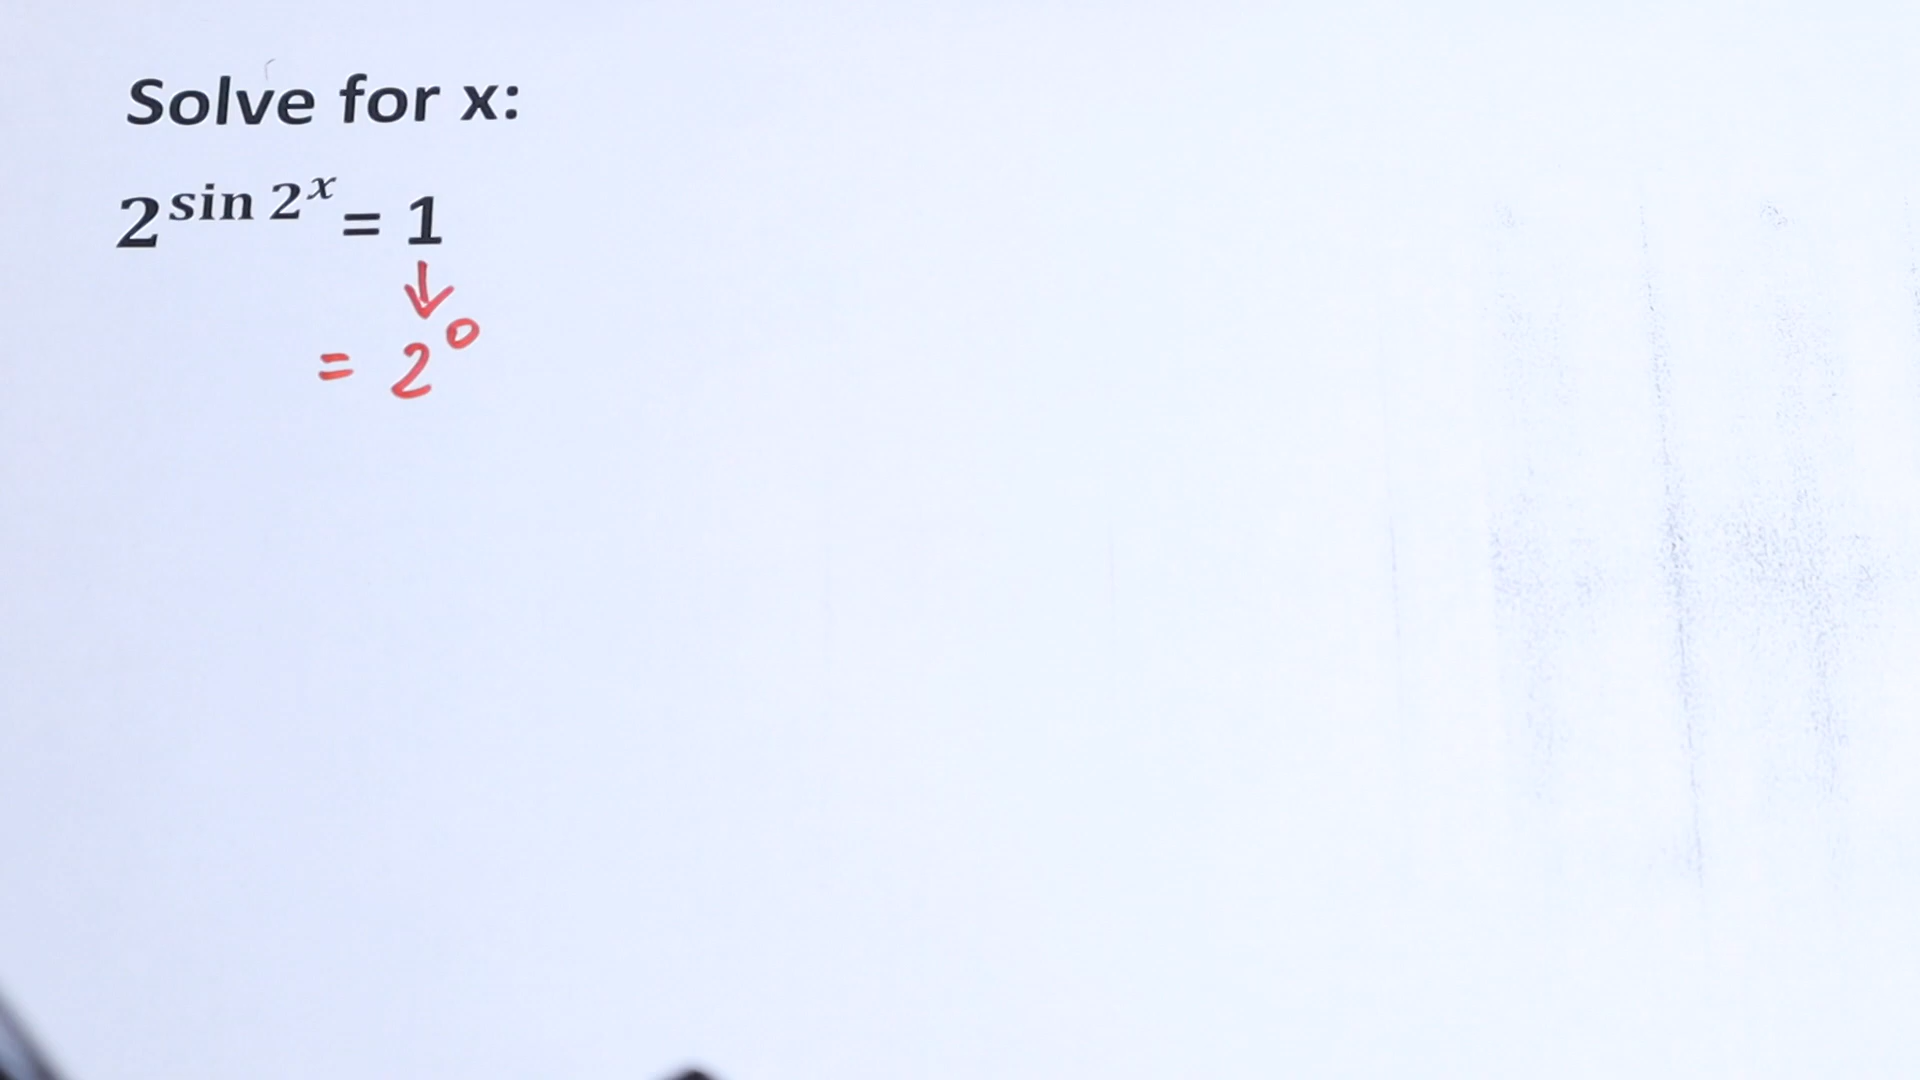 Solve for x:
2^{sin 2^x} = 1
↓
= 2^0